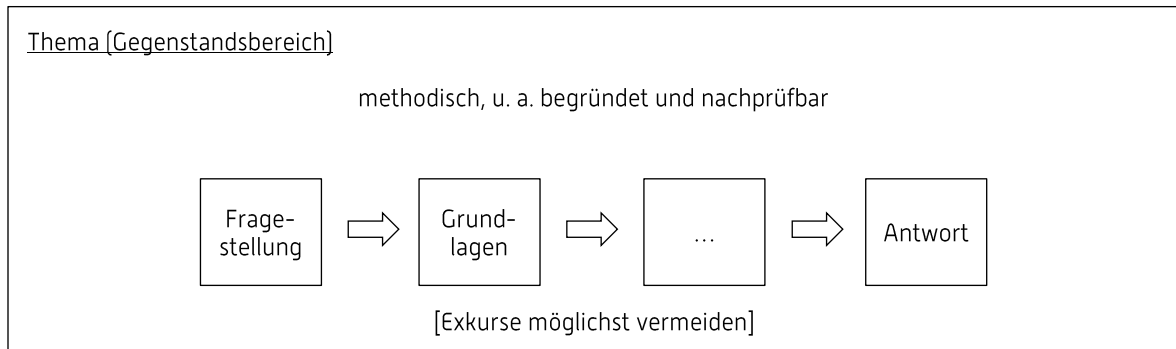 Thema (Gegenstandsbereich)
methodisch, u. a. begründet und nachprüfbar
Frage-
stellung
Grund-
lagen
...
Antwort
[Exkurse möglichst vermeiden]